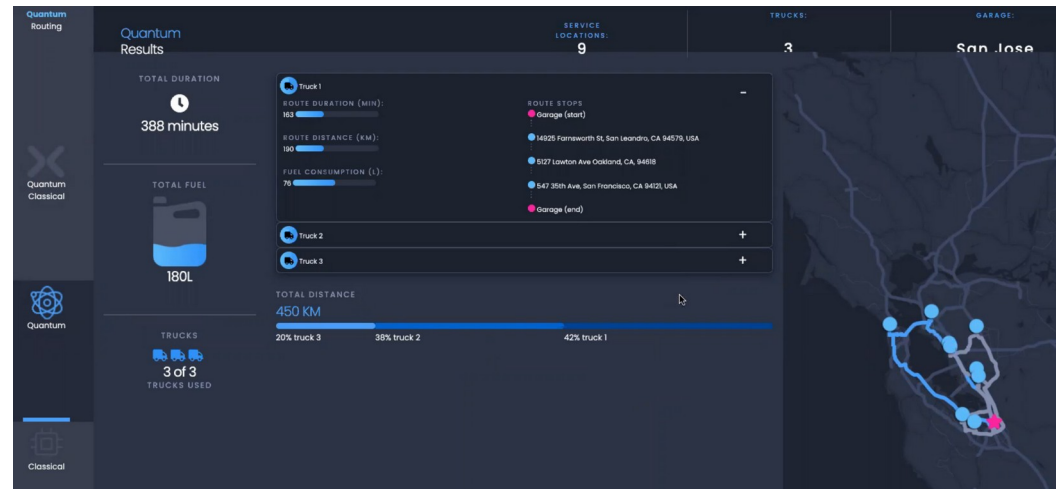 Quantum
Routing
Quantum
Classical
Quantum
Classical
Quantum
Results
SERVICE
LOCATIONS:
9
TRUCKS:
3
GARAGE:
San Jose
TOTAL DURATION
388 minutes
TOTAL FUEL
180L
TRUCKS
3 of 3
TRUCKS USED
Truck 1
-
ROUTE DURATION (MIN):
163
ROUTE DISTANCE (KM):
190
FUEL CONSUMPTION (L):
76
ROUTE STOPS
Garage (start)
14925 Farnsworth St, San Leandro, CA 94579, USA
5127 Lawton Ave Oakland, CA, 94618
547 35th Ave, San Francisco, CA 94121, USA
Garage (end)
Truck 2
+
Truck 3
+
TOTAL DISTANCE
450 KM
20% truck 3 38% truck 2 42% truck 1